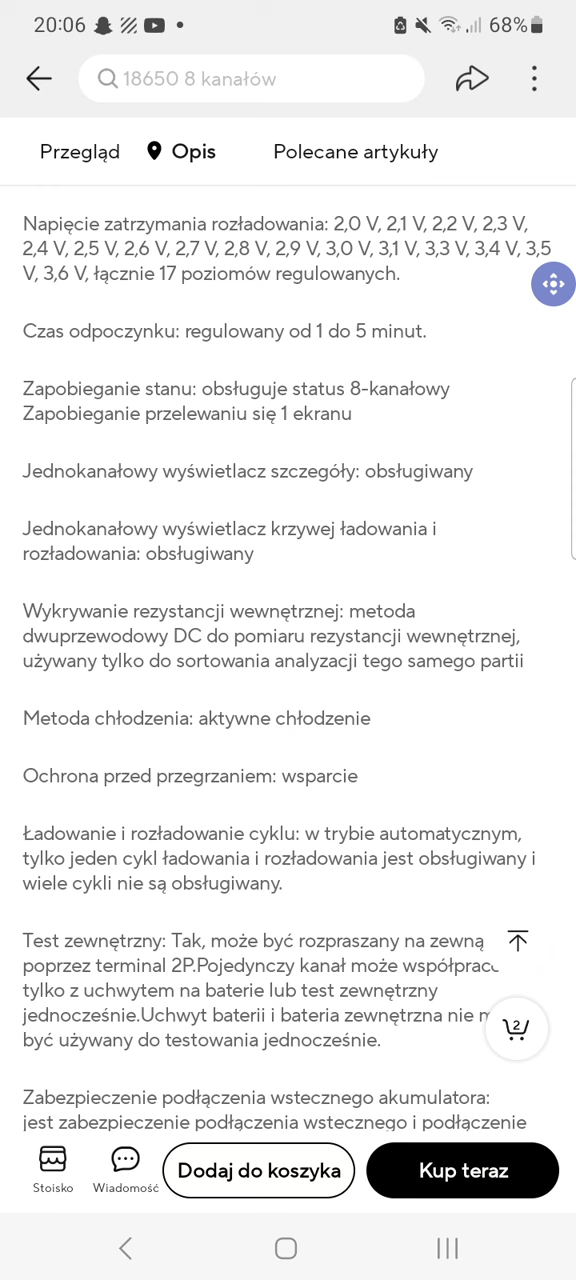 20:06
68%
18650 8 kanałów
Przegląd
Opis
Polecane artykuły
Napięcie zatrzymania rozładowania: 2,0 V, 2,1 V, 2,2 V, 2,3 V,
2,4 V, 2,5 V, 2,6 V, 2,7 V, 2,8 V, 2,9 V, 3,0 V, 3,1 V, 3,3 V, 3,4 V, 3,5
V, 3,6 V, łącznie 17 poziomów regulowanych.
Czas odpoczynku: regulowany od 1 do 5 minut.
Zapobieganie stanu: obsługuje status 8-kanałowy
Zapobieganie przelewaniu się 1 ekranu
Jednokanałowy wyświetlacz szczegóły: obsługiwany
Jednokanałowy wyświetlacz krzywej ładowania i
rozładowania: obsługiwany
Wykrywanie rezystancji wewnętrznej: metoda
dwuprzewodowy DC do pomiaru rezystancji wewnętrznej,
używany tylko do sortowania analyzacji tego samego partii
Metoda chłodzenia: aktywne chłodzenie
Ochrona przed przegrzaniem: wsparcie
Ładowanie i rozładowanie cyklu: w trybie automatycznym,
tylko jeden cykl ładowania i rozładowania jest obsługiwany i
wiele cykli nie są obsługiwany.
Test zewnętrzny: Tak, może być rozpraszany na zewną
poprzez terminal 2P.Pojedynczy kanał może
tylko z uchwytem na baterie lub test zewnętrzny
jednocześnie.Uchwyt baterii i bateria zewnętrzna nie
być używany do testowania jednocześnie.
2
Zabezpieczenie podłączenia wstecznego akumulatora:
jest zabezpieczenie podłączenia wstecznego i podłączenie
Stoisko
Wiadomość
Dodaj do koszyka
Kup teraz